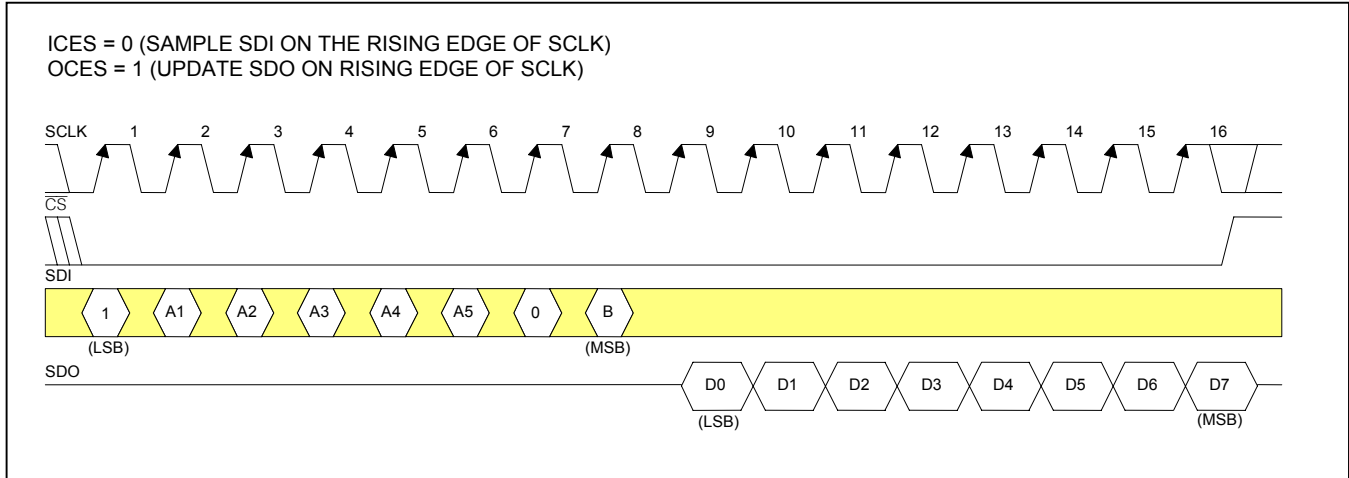 ICES = 0 (SAMPLE SDI ON THE RISING EDGE OF SCLK)
OCES = 1 (UPDATE SDO ON RISING EDGE OF SCLK)
SCLK 1 2 3 4 5 6 7 8 9 10 11 12 13 14 15 16
CS
SDI
1 A1 A2 A3 A4 A5 0 B
(LSB) (MSB)
SDO
D0 D1 D2 D3 D4 D5 D6 D7
(LSB) (MSB)